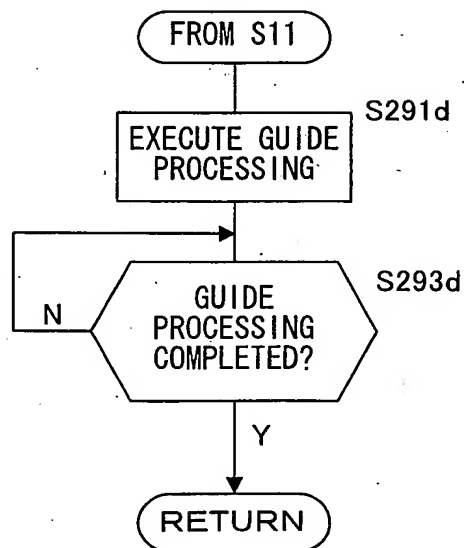 FROM S11
S291d
EXECUTE GUIDE
PROCESSING
S293d
GUIDE
PROCESSING
COMPLETED?
N
Y
RETURN